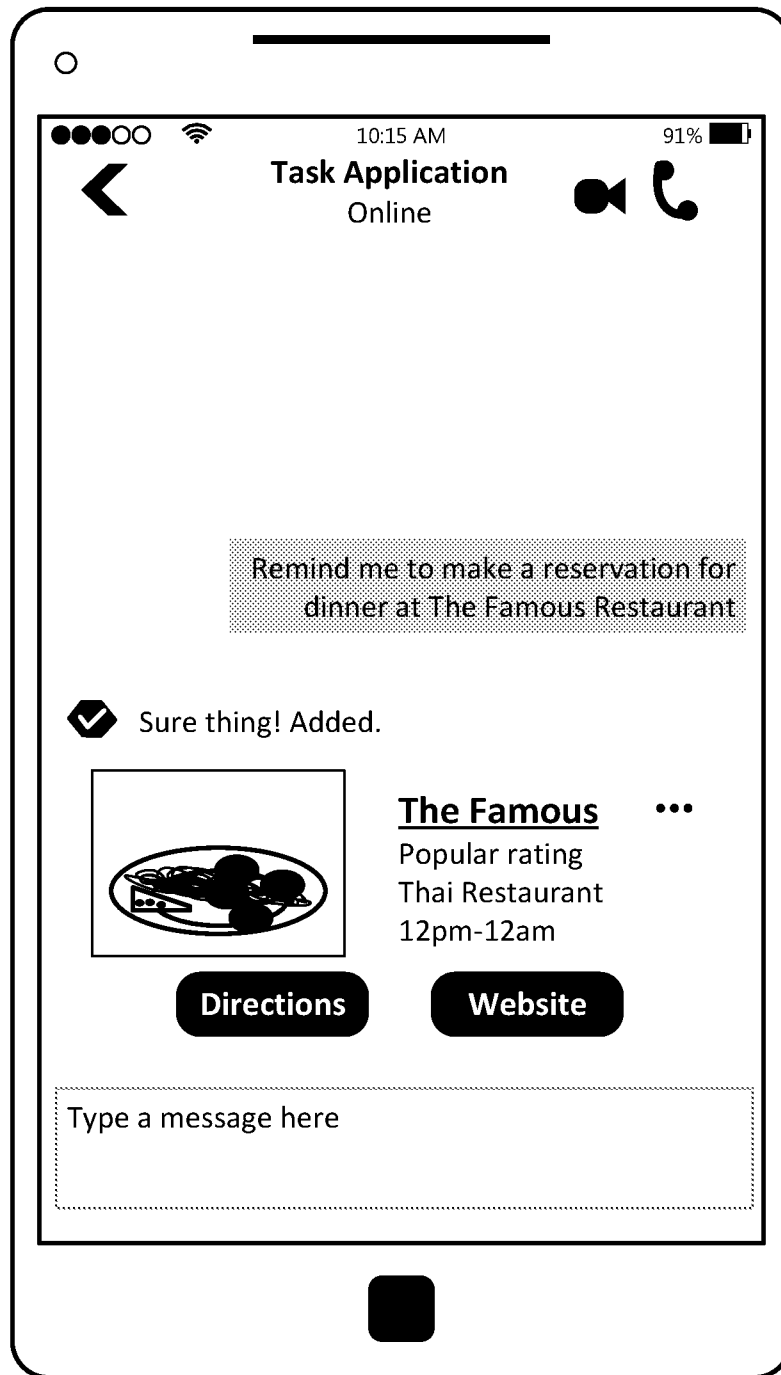 10:15 AM
91%
Task Application
Online
Remind me to make a reservation for
dinner at The Famous Restaurant
Sure thing! Added.
The Famous
Popular rating
Thai Restaurant
12pm-12am
Directions
Website
Type a message here